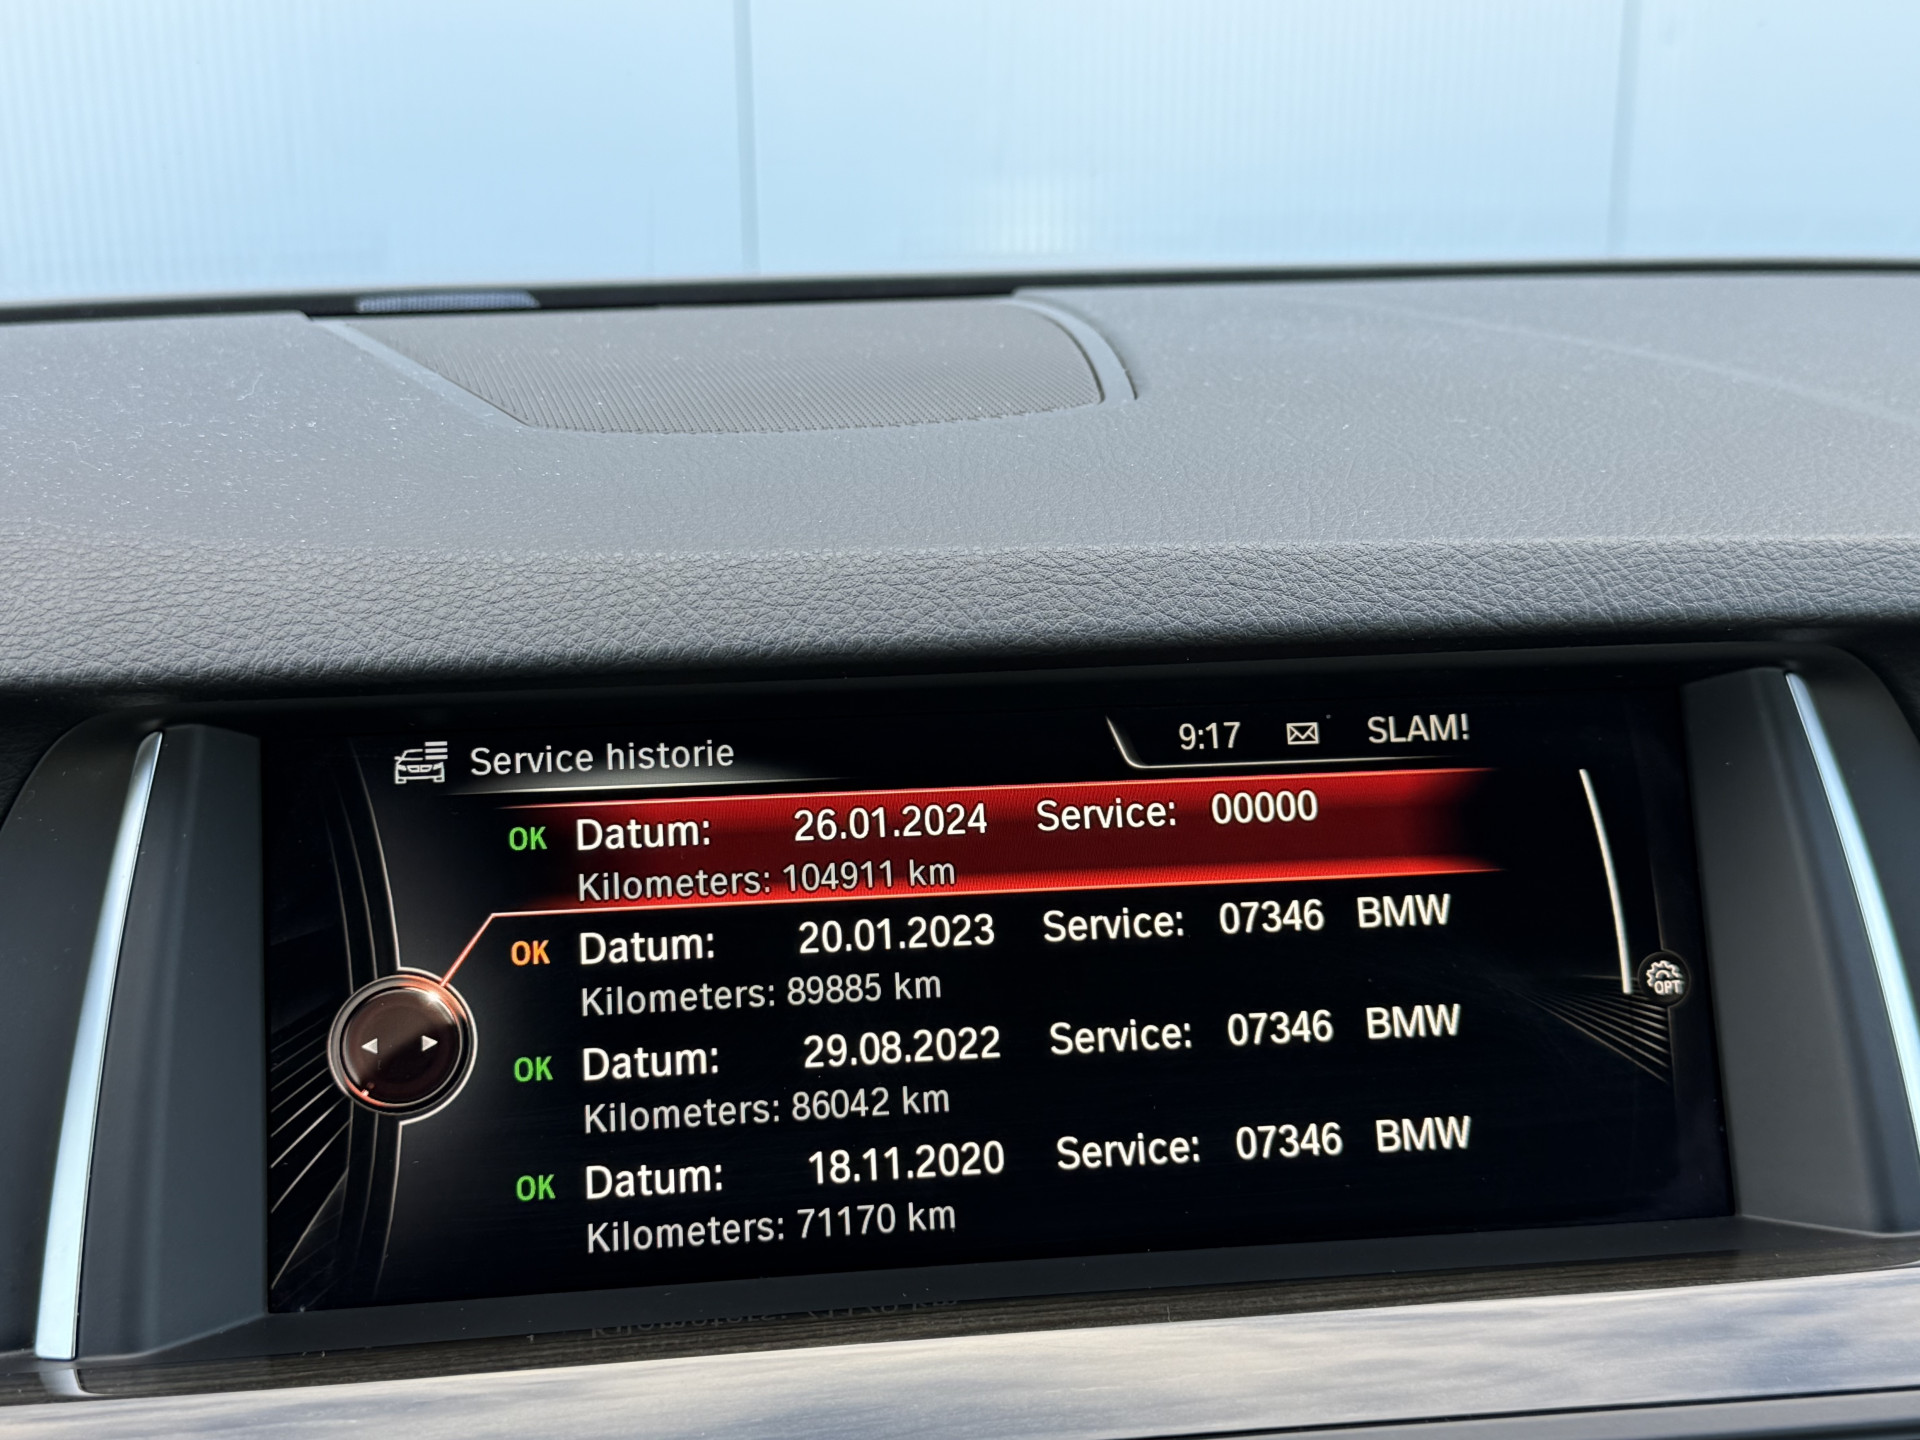 Service historie
9:17 SLAM!
OK Datum: 26.01.2024 Service: 00000
Kilometers: 104911 km
OK Datum: 20.01.2023 Service: 07346 BMW
Kilometers: 89885 km
OK Datum: 29.08.2022 Service: 07346 BMW
Kilometers: 86042 km
OK Datum: 18.11.2020 Service: 07346 BMW
Kilometers: 71170 km
OPT